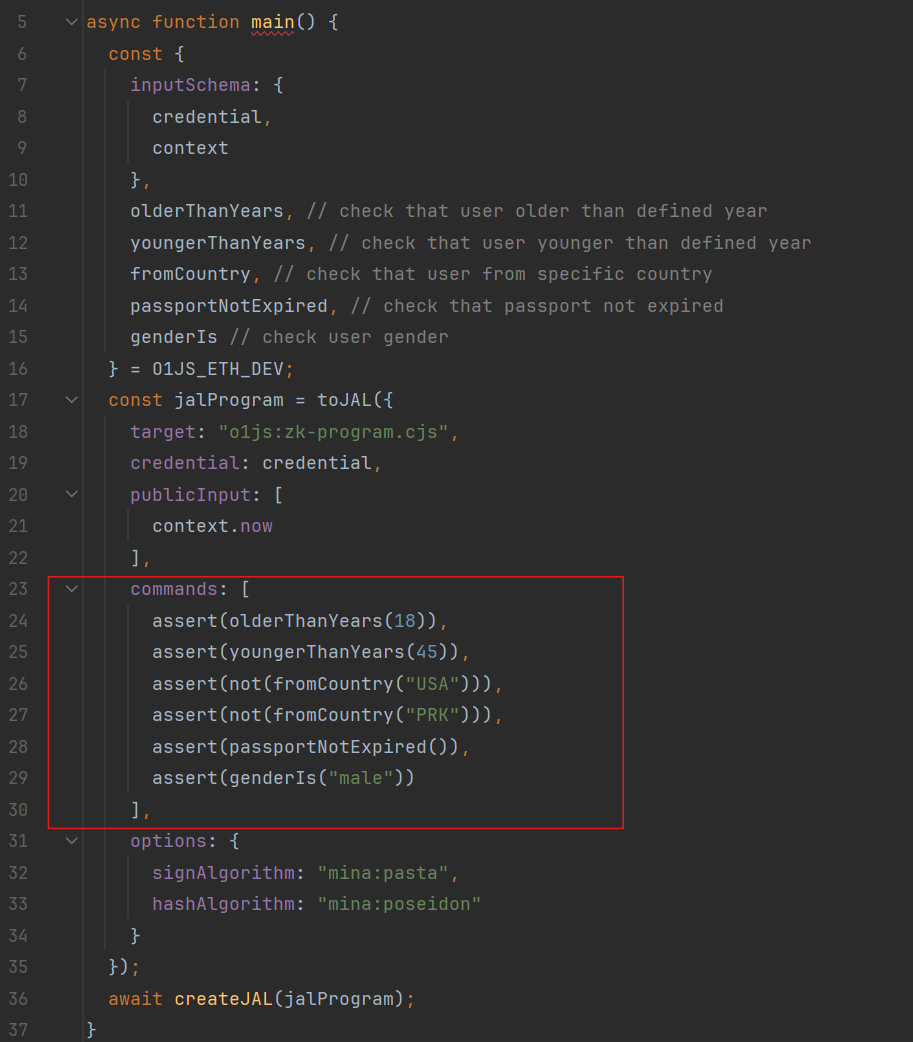 5 async function main() {
6 const {
7 inputSchema: {
8 credential,
9 context
10 },
11 olderThanYears, // check that user older than defined year
12 youngerThanYears, // check that user younger than defined year
13 fromCountry, // check that user from specific country
14 passportNotExpired, // check that passport not expired
15 genderIs // check user gender
16 } = O1JS_ETH_DEV;
17 const jalProgram = toJAL({
18 target: "o1js:zk-program.cjs",
19 credential: credential,
20 publicInput: [
21 context.now
22 ],
23 commands: [
24 assert(olderThanYears(18)),
25 assert(youngerThanYears(45)),
26 assert(not(fromCountry("USA"))),
27 assert(not(fromCountry("PRK"))),
28 assert(passportNotExpired()),
29 assert(genderIs("male"))
30 ],
31 options: {
32 signAlgorithm: "mina:pasta",
33 hashAlgorithm: "mina:poseidon"
34 }
35 });
36 await createJAL(jalProgram);
37 }